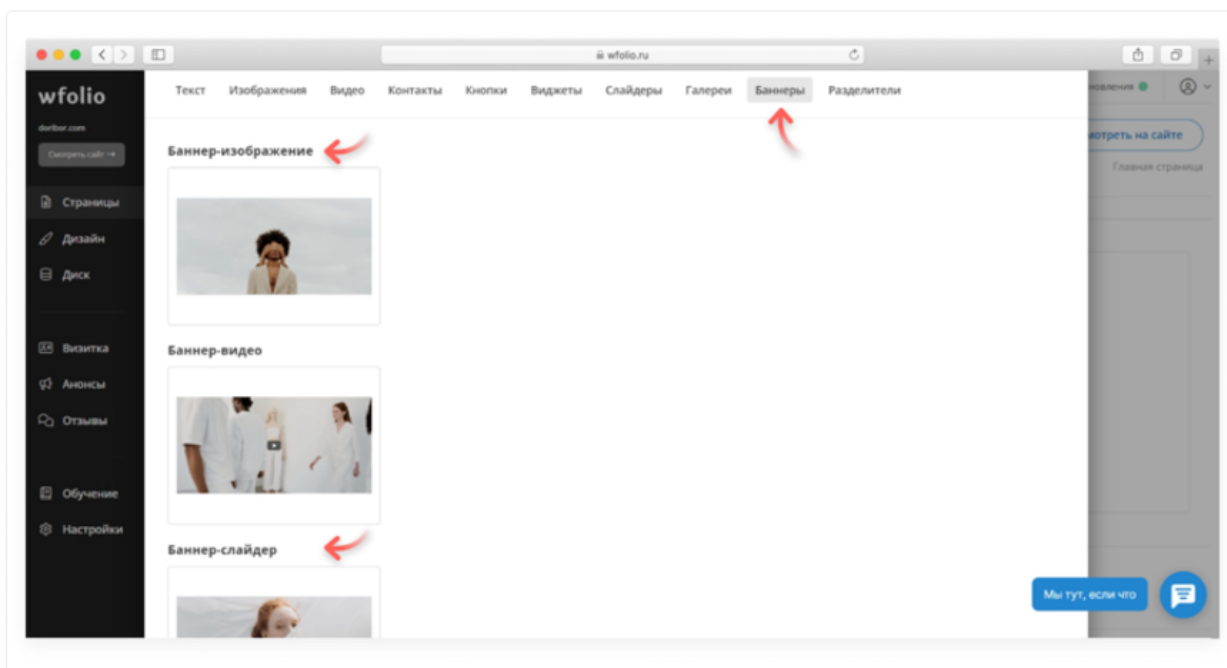 wfolio.ru
wfolio
Текст Изображения Видео Контакты Кнопки Виджеты Слайдеры Галереи Баннеры Разделители
новления
doribor.com
Смотреть сайт →
мотреть на сайте
Баннер-изображение
Главная страница
Страницы
Дизайн
Диск
Визитка
Баннер-видео
Анонсы
Отзывы
Обучение
Настройки
Баннер-слайдер
Мы тут, если что